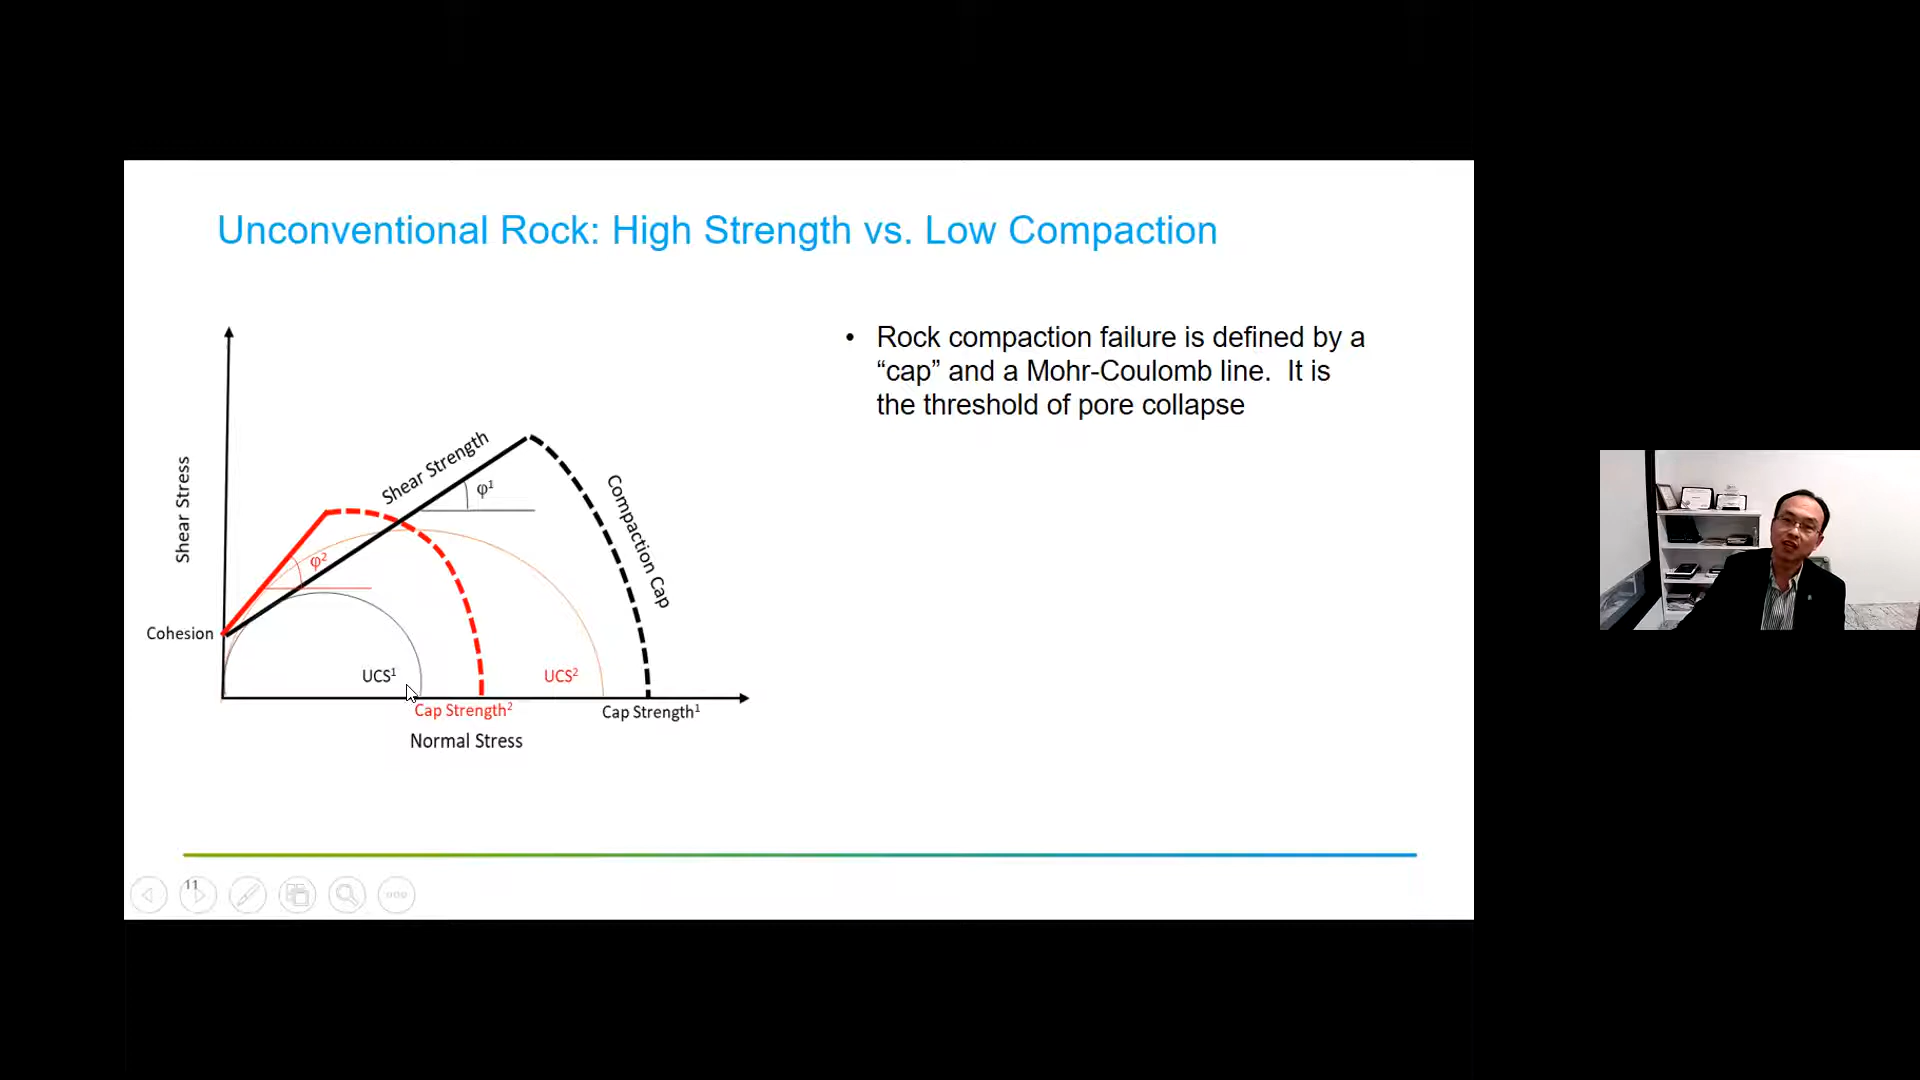 Unconventional Rock: High Strength vs. Low Compaction
• Rock compaction failure is defined by a
“cap” and a Mohr-Coulomb line. It is
the threshold of pore collapse
Shear Stress
Shear Strength
φ¹
Compaction Cap
φ²
Cohesion
UCS¹
UCS²
Cap Strength²
Cap Strength¹
Normal Stress
11